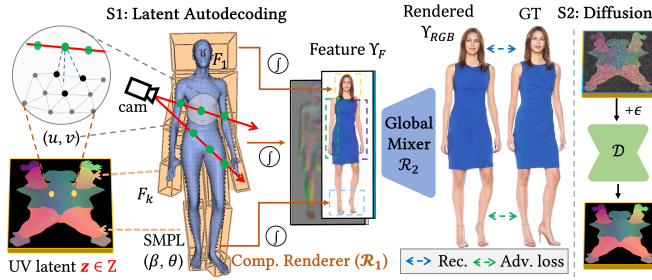 S1: Latent Autodecoding
Rendered
Υ_RGB
GT
S2: Diffusion
F_1
∫
Feature Υ_F
cam
(u, v)
∫
Global
Mixer
ℛ_2
+ϵ
𝒟
F_k
∫
SMPL
(β, θ)
Comp. Renderer (ℛ_1)
UV latent z ∈ Z
Rec.
Adv. loss